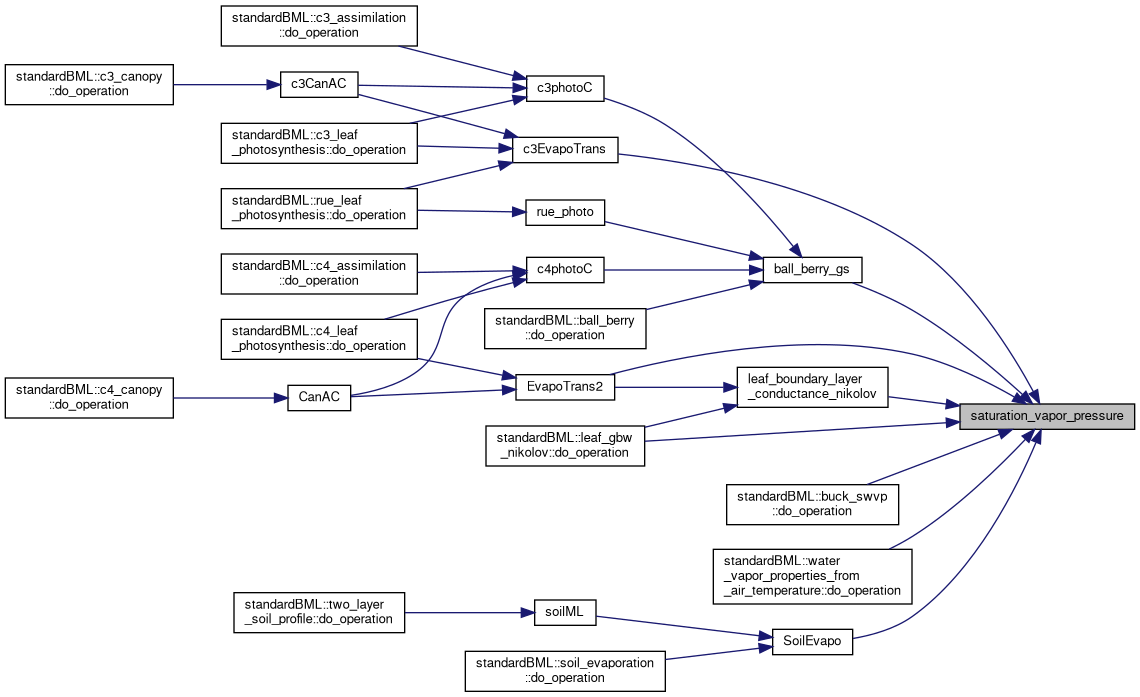 standardBML::c3_assimilation
::do_operation
standardBML::c3_canopy
::do_operation
c3CanAC
c3photoC
standardBML::c3_leaf
_photosynthesis::do_operation
c3EvapoTrans
standardBML::rue_leaf
_photosynthesis::do_operation
rue_photo
standardBML::c4_assimilation
::do_operation
c4photoC
ball_berry_gs
standardBML::ball_berry
::do_operation
standardBML::c4_leaf
_photosynthesis::do_operation
standardBML::c4_canopy
::do_operation
CanAC
EvapoTrans2
leaf_boundary_layer
_conductance_nikolov
saturation_vapor_pressure
standardBML::leaf_gbw
_nikolov::do_operation
standardBML::buck_swvp
::do_operation
standardBML::water
_vapor_properties_from
_air_temperature::do_operation
standardBML::two_layer
_soil_profile::do_operation
soilML
SoilEvapo
standardBML::soil_evaporation
::do_operation